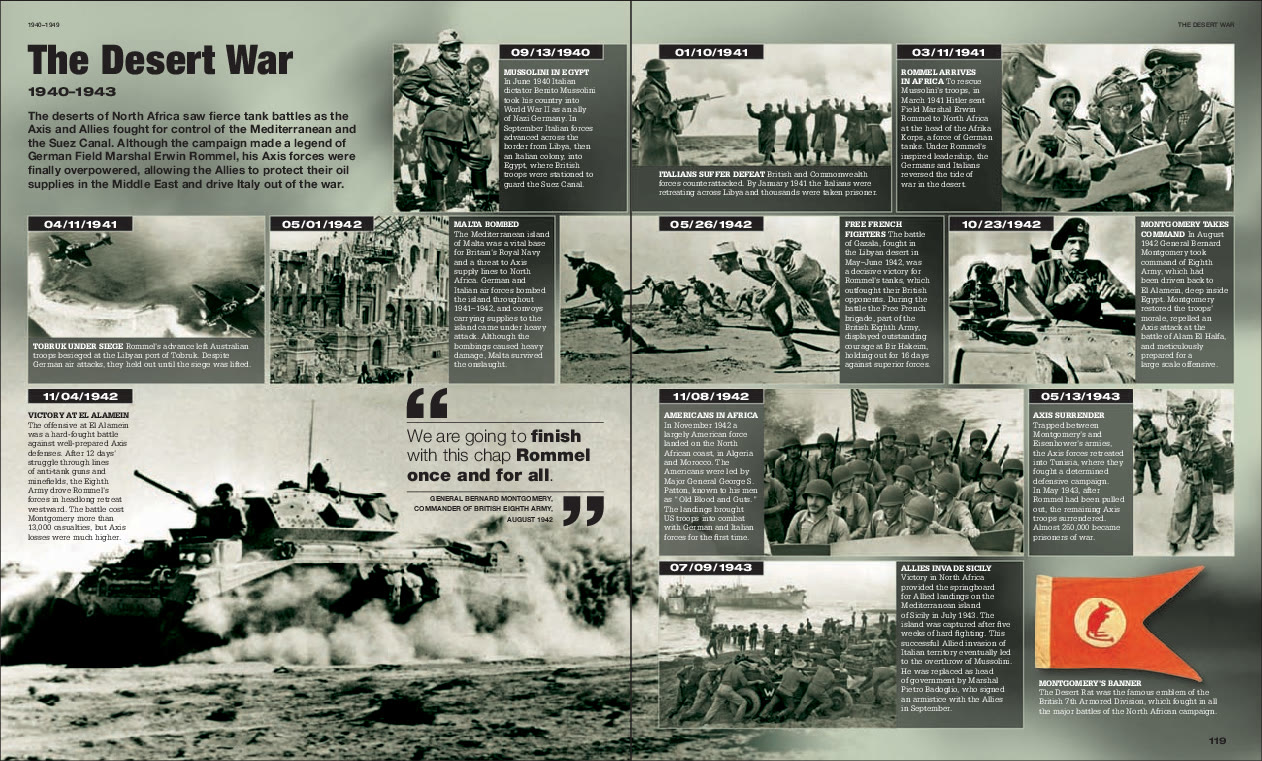 1940–1949
THE DESERT WAR
The Desert War
1940–1943
The deserts of North Africa saw fierce tank battles as the
Axis and Allies fought for control of the Mediterranean and
the Suez Canal. Although the campaign made a legend of
German Field Marshal Erwin Rommel, his Axis forces were
finally overpowered, allowing the Allies to protect their oil
supplies in the Middle East and drive Italy out of the war.
09/13/1940
MUSSOLINI IN EGYPT
In June 1940 Italian
dictator Benito Mussolini
took his country into
World War II as an ally
of Nazi Germany. In
September Italian forces
advanced across the
border from Libya, then
an Italian colony, into
Egypt, where British
troops were stationed to
guard the Suez Canal.
01/10/1941
ITALIANS SUFFER DEFEAT British and Commonwealth
forces counterattacked. By January 1941 the Italians were
retreating across Libya and thousands were taken prisoner.
03/11/1941
ROMMEL ARRIVES
IN AFRICA To rescue
Mussolini's troops, in
March 1941 Hitler sent
Field Marshal Erwin
Rommel to North Africa
at the head of the Afrika
Korps, a force of German
tanks. Under Rommel's
inspired leadership, the
Germans and Italians
reversed the tide of
war in the desert.
04/11/1941
TOBRUK UNDER SIEGE Rommel's advance left Australian
troops besieged at the Libyan port of Tobruk. Despite
German air attacks, they held out until the siege was lifted.
05/01/1942
MALTA BOMBED
The Mediterranean island
of Malta was a vital base
for Britain's Royal Navy
and a threat to Axis
supply lines to North
Africa. German and
Italian air forces bombed
the island throughout
1941–1942, and convoys
carrying supplies to the
island came under heavy
attack. Although the
bombings caused heavy
damage, Malta survived
the onslaught.
05/26/1942
FREE FRENCH
FIGHTERS The battle
of Gazala, fought in
the Libyan desert in
May–June 1942, was
a decisive victory for
Rommel's tanks, which
outfought their British
opponents. During the
battle the Free French
brigade, part of the
British Eighth Army,
displayed outstanding
courage at Bir Hakeim,
holding out for 16 days
against superior forces.
10/23/1942
MONTGOMERY TAKES
COMMAND In August
1942 General Bernard
Montgomery took
command of Eighth
Army, which had
been driven back to
El Alamein, deep inside
Egypt. Montgomery
restored the troops'
morale, repelled an
Axis attack at the
battle of Alam El Halfa,
and meticulously
prepared for a
large scale offensive.
11/04/1942
VICTORY AT EL ALAMEIN
The offensive at El Alamein
was a hard-fought battle
against well-prepared Axis
defenses. After 12 days'
struggle through lines
of anti-tank guns and
minefields, the Eighth
Army drove Rommel's
forces in headlong retreat
westward. The battle cost
Montgomery more than
13,000 casualties, but Axis
losses were much higher.
“
We are going to finish
with this chap Rommel
once and for all.
GENERAL BERNARD MONTGOMERY,
COMMANDER OF BRITISH EIGHTH ARMY,
AUGUST 1942
”
11/08/1942
AMERICANS IN AFRICA
In November 1942 a
largely American force
landed on the North
African coast, in Algeria
and Morocco. The
Americans were led by
Major General George S.
Patton, known to his men
as "Old Blood and Guts."
The landings brought
US troops into combat
with German and Italian
forces for the first time.
05/13/1943
AXIS SURRENDER
Trapped between
Montgomery's and
Eisenhower's armies,
the Axis forces retreated
into Tunisia, where they
fought a determined
defensive campaign.
In May 1943, after
Rommel had been pulled
out, the remaining Axis
troops surrendered.
Almost 250,000 became
prisoners of war.
07/09/1943
ALLIES INVADE SICILY
Victory in North Africa
provided the springboard
for Allied landings on the
Mediterranean island
of Sicily in July 1943. The
island was captured after five
weeks of hard fighting. This
successful Allied invasion of
Italian territory eventually led
to the overthrow of Mussolini.
He was replaced as head
of government by Marshal
Pietro Badoglio, who signed
an armistice with the Allies
in September.
MONTGOMERY'S BANNER
The Desert Rat was the famous emblem of the
British 7th Armored Division, which fought in all
the major battles of the North African campaign.
119